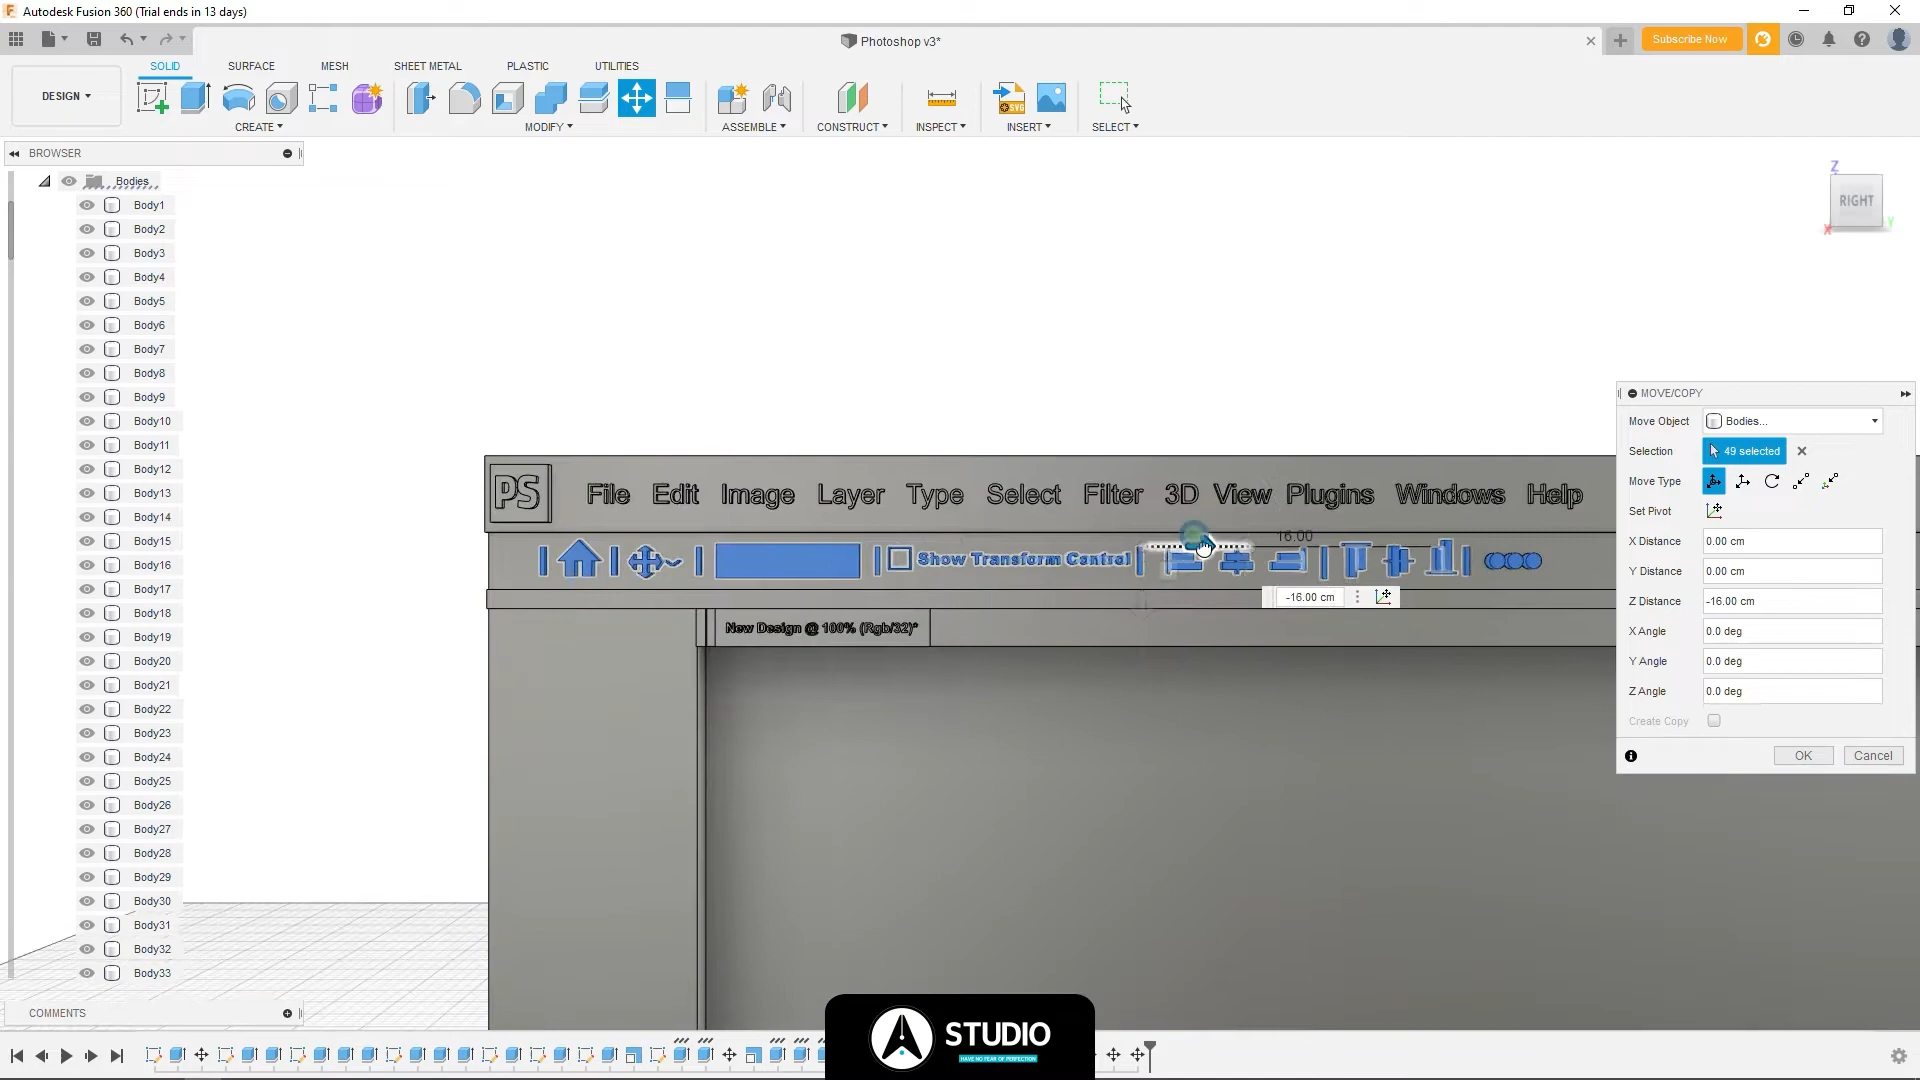 Autodesk Fusion 360 (Trial ends in 13 days)
Photoshop v3*
Subscribe Now
DESIGN
SOLID
SURFACE
MESH
SHEET METAL
PLASTIC
UTILITIES
CREATE
MODIFY
ASSEMBLE
CONSTRUCT
INSPECT
INSERT
SELECT
SVG
BROWSER
Bodies
Body1
Body2
Body3
Body4
Body5
Body6
Body7
Body8
Body9
Body10
Body11
Body12
Body13
Body14
Body15
Body16
Body17
Body18
Body19
Body20
Body21
Body22
Body23
Body24
Body25
Body26
Body27
Body28
Body29
Body30
Body31
Body32
Body33
COMMENTS
Z
RIGHT
X
Y
PS File Edit Image Layer Type Select Filter 3D View Plugins Windows Help
Show Transform Control
16.00
-16.00 cm
New Design @ 100% (Rgb/32)*
MOVE/COPY
Move Object Bodies...
Selection 49 selected
Move Type
Set Pivot
X Distance 0.00 cm
Y Distance 0.00 cm
Z Distance -16.00 cm
X Angle 0.0 deg
Y Angle 0.0 deg
Z Angle 0.0 deg
Create Copy
OK Cancel
STUDIO
HAVE NO FEAR OF PERFECTION